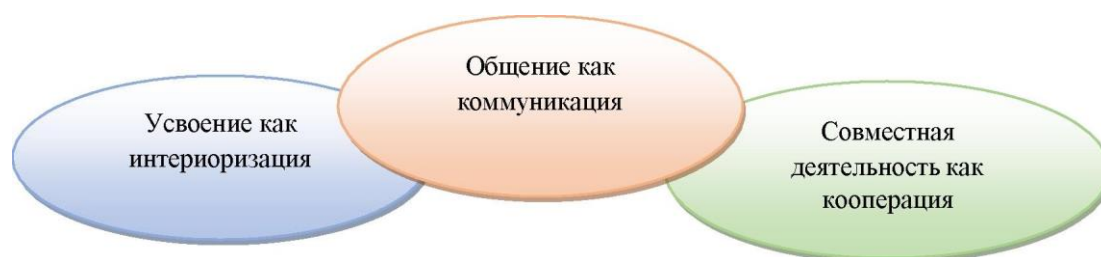 Усвоение как
интериоризация
Общение как
коммуникация
Совместная
деятельность как
кооперация